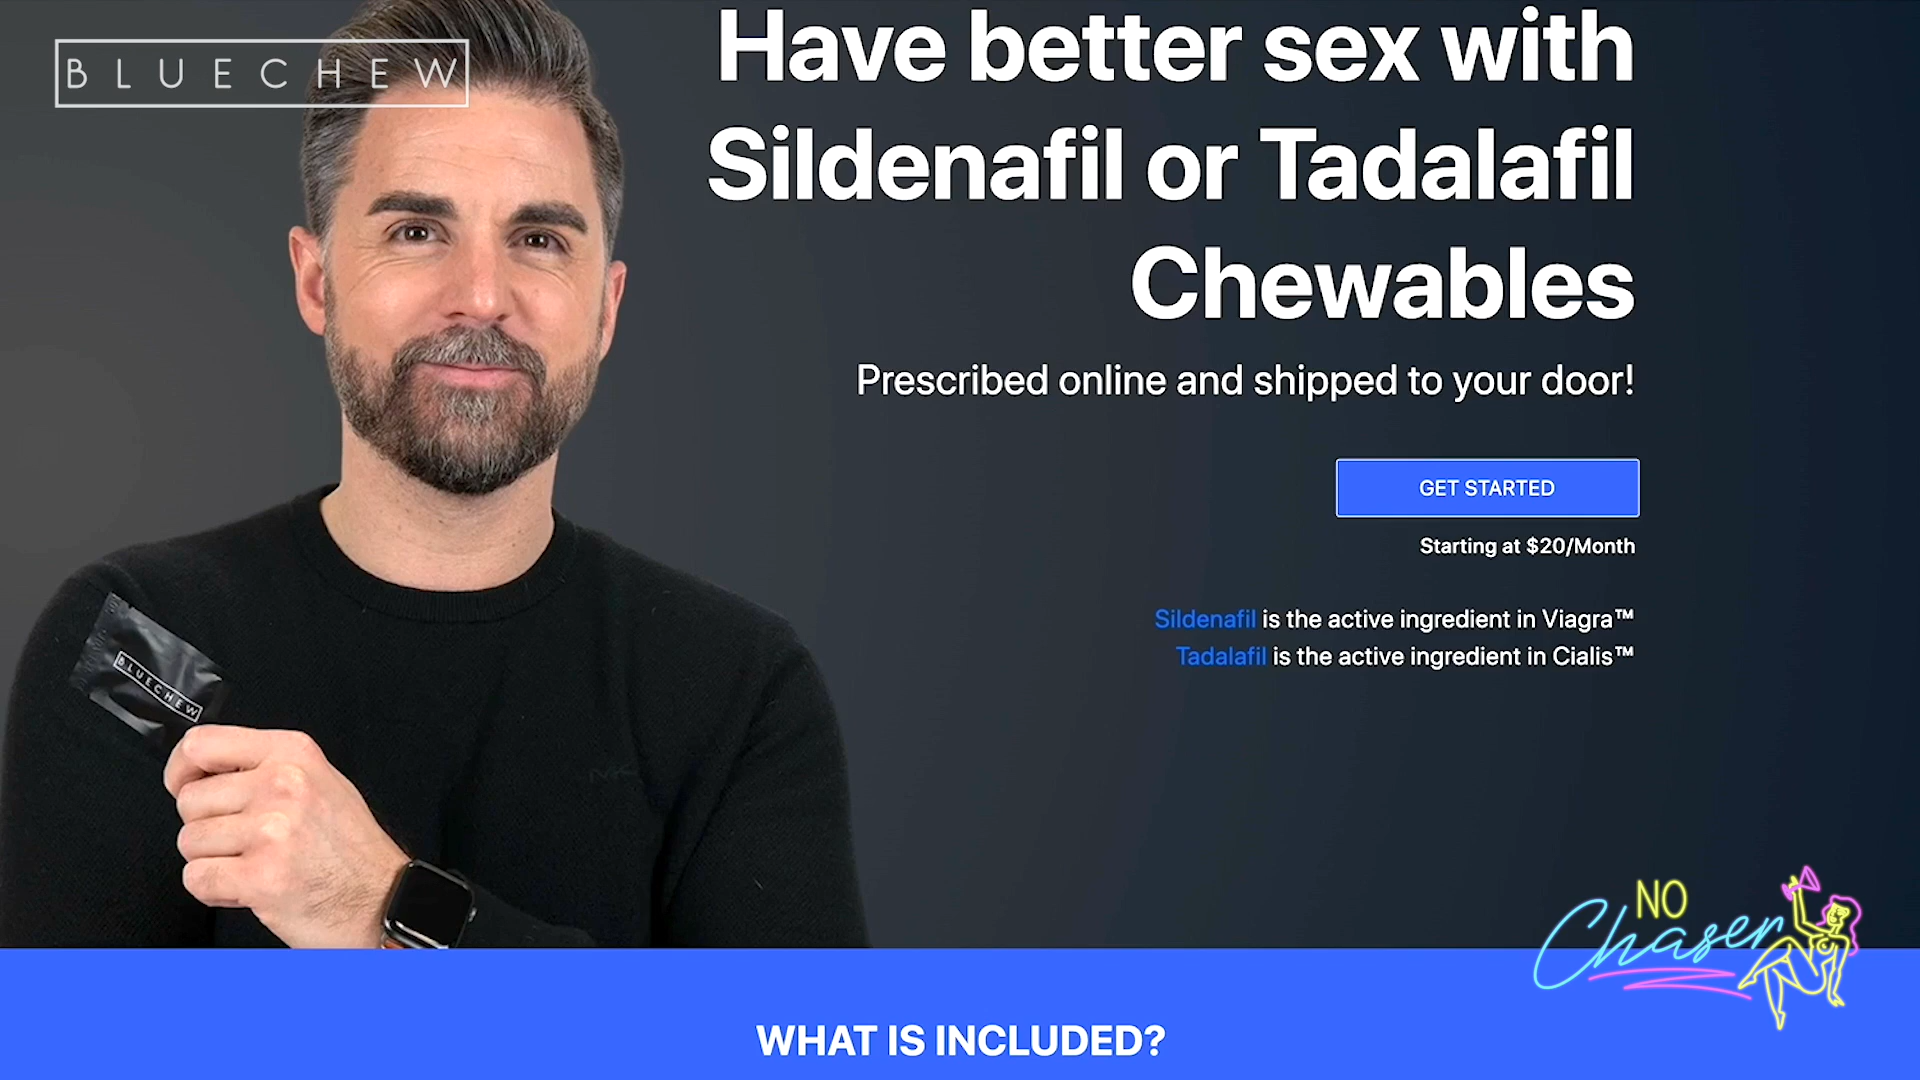 BLUECHEW
Have better sex with
Sildenafil or Tadalafil
Chewables
Prescribed online and shipped to your door!
GET STARTED
Starting at $20/Month
Sildenafil is the active ingredient in Viagra™
Tadalafil is the active ingredient in Cialis™
BLUECHEW
NO
Chaser
WHAT IS INCLUDED?